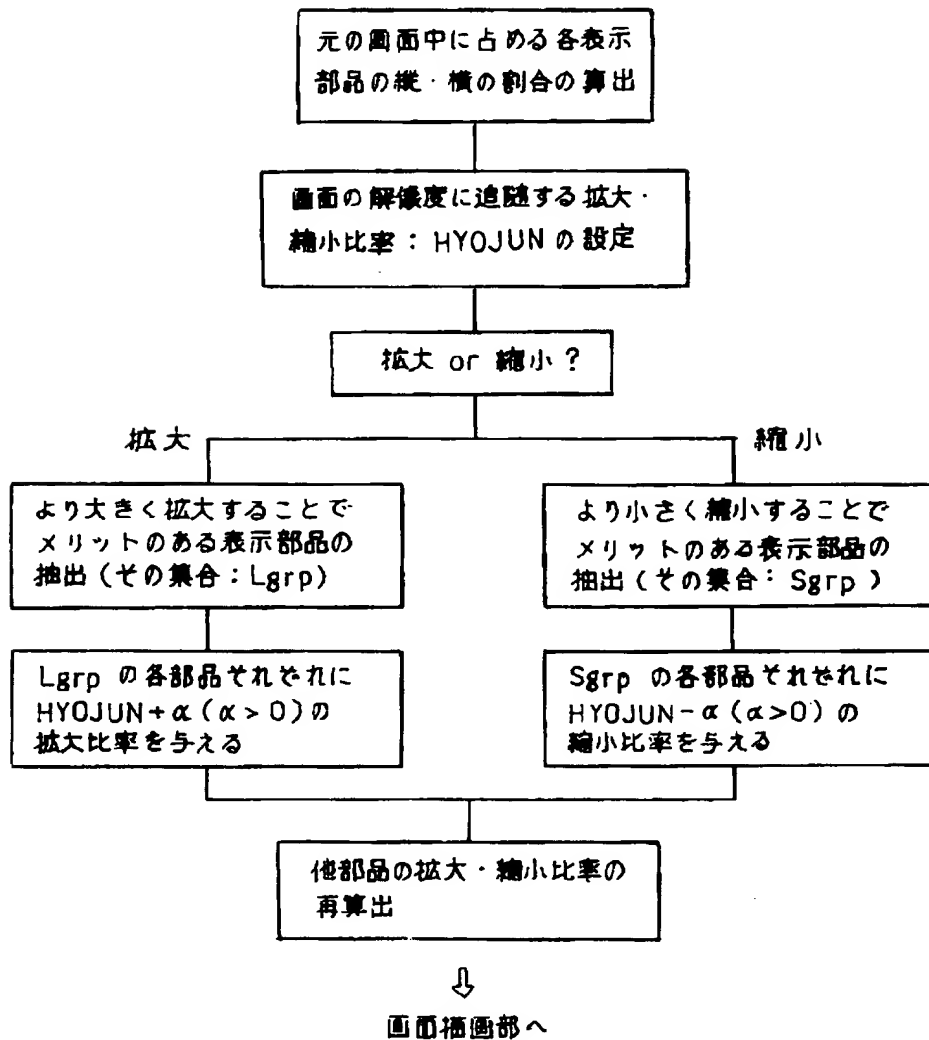 元の画面中に占める各表示
部品の縦・横の割合の算出
画面の解像度に追随する拡大・
縮小比率：HYOJUNの設定
拡大 or 縮小？
拡大
縮小
より大きく拡大することで
メリットのある表示部品の
抽出（その集合：Lgrp）
より小さく縮小することで
メリットのある表示部品の
抽出（その集合：Sgrp）
Lgrp の各部品それぞれに
HYOJUN+α（α＞0）の
拡大比率を与える
Sgrp の各部品それぞれに
HYOJUN-α（α＞0）の
縮小比率を与える
他部品の拡大・縮小比率の
再算出
⇩
画面描画部へ